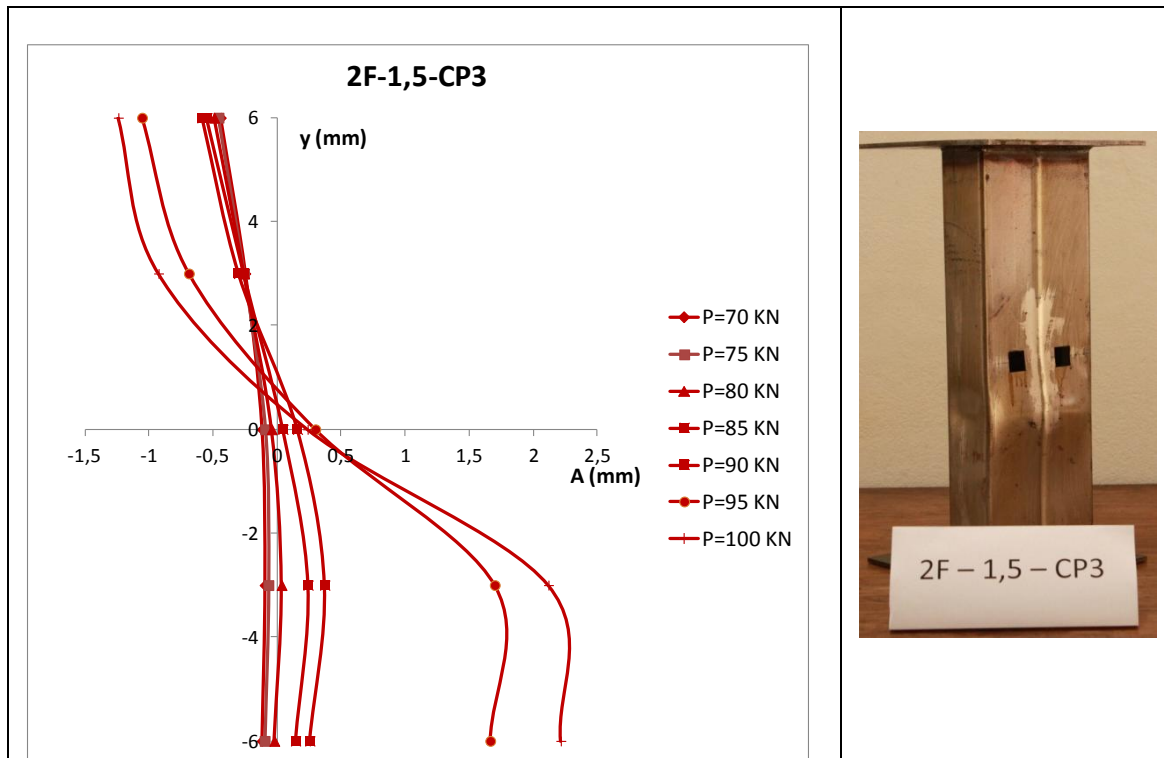 2F-1,5-CP3
y (mm)
6
4
2
0
-2
-4
-6
-1,5 -1 -0,5 0 0,5 1 1,5 2 2,5
A (mm)
P=70 KN
P=75 KN
P=80 KN
P=85 KN
P=90 KN
P=95 KN
P=100 KN
2F – 1,5 – CP3